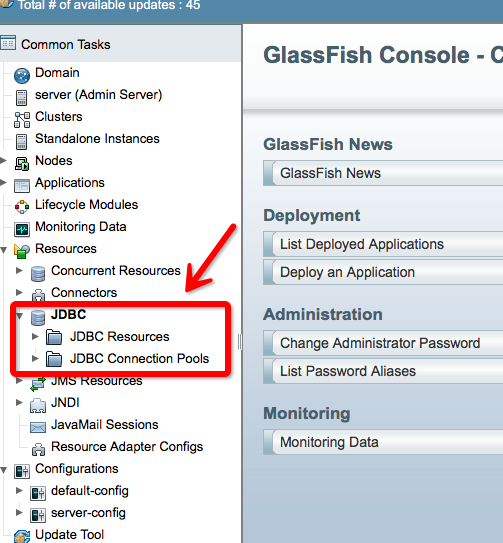 Total # of available updates : 45
Common Tasks
Domain
server (Admin Server)
Clusters
Standalone Instances
Nodes
Applications
Lifecycle Modules
Monitoring Data
Resources
Concurrent Resources
Connectors
JDBC
JDBC Resources
JDBC Connection Pools
JMS Resources
JNDI
JavaMail Sessions
Resource Adapter Configs
Configurations
default-config
server-config
Update Tool
GlassFish Console - C
GlassFish News
GlassFish News
Deployment
List Deployed Applications
Deploy an Application
Administration
Change Administrator Password
List Password Aliases
Monitoring
Monitoring Data